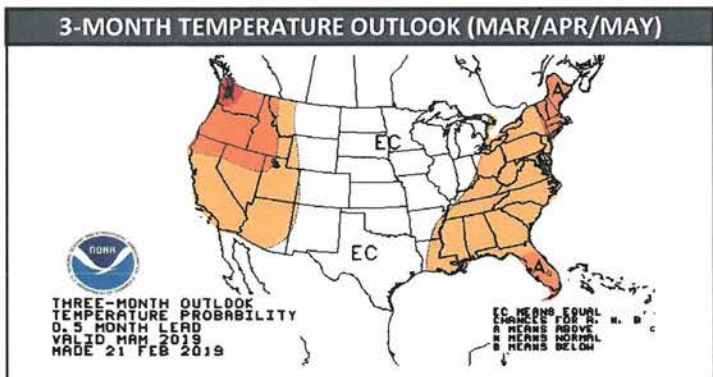 3-MONTH TEMPERATURE OUTLOOK (MAR/APR/MAY)
A
A
EC
EC
A
NOAA
THREE-MONTH OUTLOOK
TEMPERATURE PROBABILITY
0.5 MONTH LEAD
VALID MAM 2019
MADE 21 FEB 2019
EC MEANS EQUAL
CHANCES FOR A, N, B
A MEANS ABOVE
N MEANS NORMAL
B MEANS BELOW